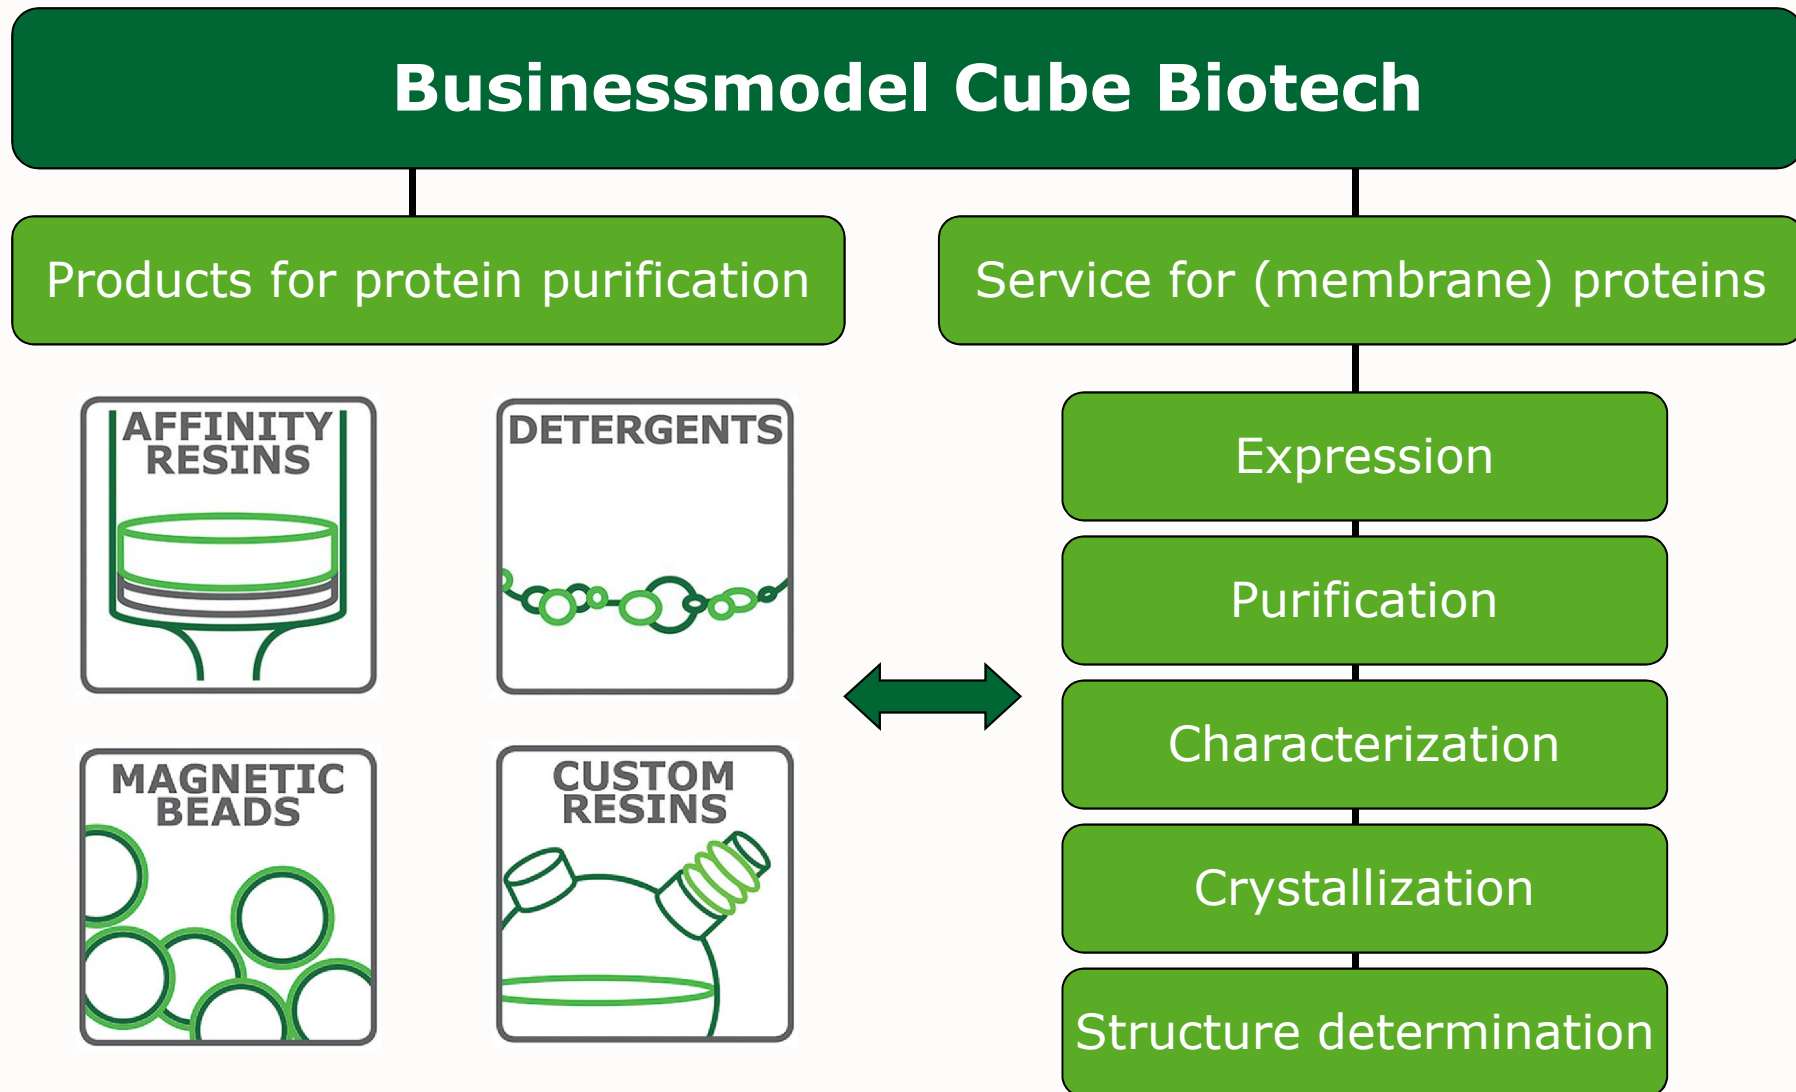 Businessmodel Cube Biotech
Products for protein purification
Service for (membrane) proteins
AFFINITY
RESINS
DETERGENTS
MAGNETIC
BEADS
CUSTOM
RESINS
Expression
Purification
Characterization
Crystallization
Structure determination